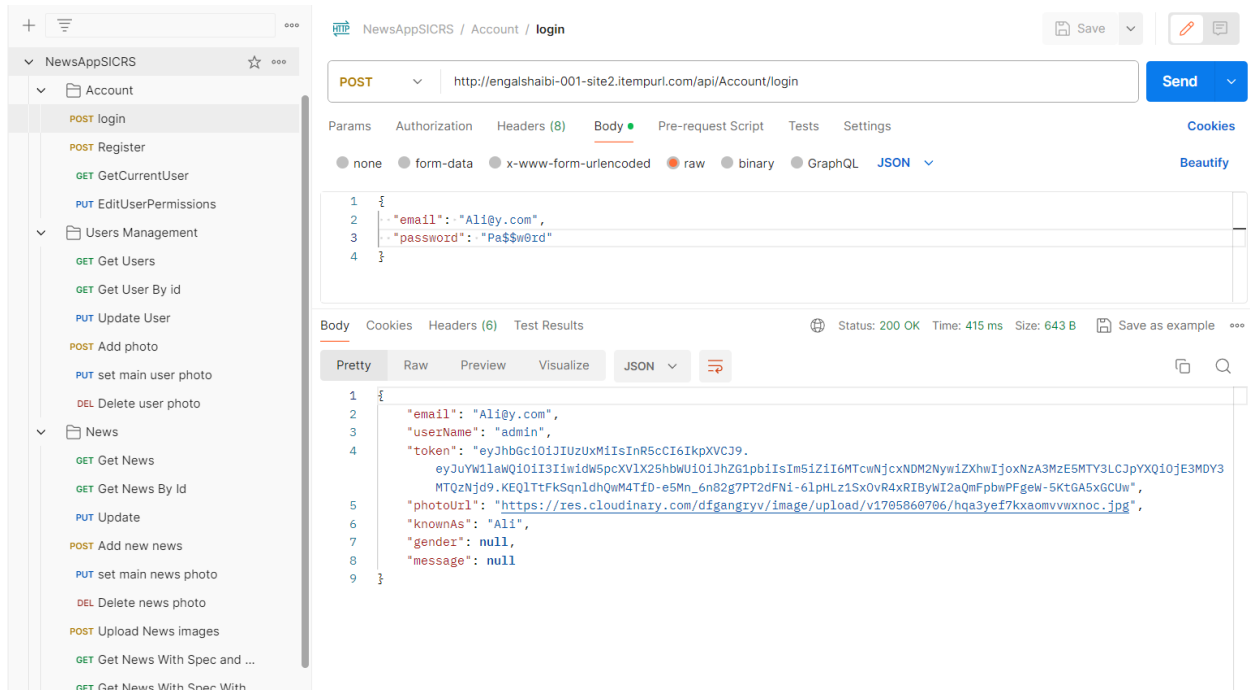 NewsAppSICRS
Account
POST login
POST Register
GET GetCurrentUser
PUT EditUserPermissions
Users Management
GET Get Users
GET Get User By id
PUT Update User
POST Add photo
PUT set main user photo
DEL Delete user photo
News
GET Get News
GET Get News By Id
PUT Update
POST Add new news
PUT set main news photo
DEL Delete news photo
POST Upload News images
GET Get News With Spec and ...
GET Get News With Spec With
HTTP NewsAppSICRS / Account / login
Save
POST http://engalshaibi-001-site2.itempurl.com/api/Account/login Send
Params Authorization Headers (8) Body Pre-request Script Tests Settings Cookies
none form-data x-www-form-urlencoded raw binary GraphQL JSON Beautify
1 {
2 "email": "Ali@y.com",
3 "password": "Pa$$w0rd"
4 }
Body Cookies Headers (6) Test Results Status: 200 OK Time: 415 ms Size: 643 B Save as example
Pretty Raw Preview Visualize JSON
1 {
2 "email": "Ali@y.com",
3 "userName": "admin",
4 "token": "eyJhbGciOiJIUzUxMiIsInR5cCI6IkpXVCJ9.
eyJuYW1laWQiOiI3IiwidW5pcXVlX25hbWUiOiJhZG1pbiIsIm5iZiI6MTcwNjcxNDM2NywiZXhwIjoxNzA3MzE5MTY3LCJpYXQiOjE3MDY3
MTQzNjd9.KEQlTtFkSqnldhQwM4TfD-e5Mn_6n82g7PT2dFNi-6lpHLz1SxOvR4xRIByWI2aQmFpbwPFgeW-5KtGA5xGCUw",
5 "photoUrl": "https://res.cloudinary.com/dfgangryv/image/upload/v1705860706/hqa3yef7kxaomvvwxnoc.jpg",
6 "knownAs": "Ali",
7 "gender": null,
8 "message": null
9 }